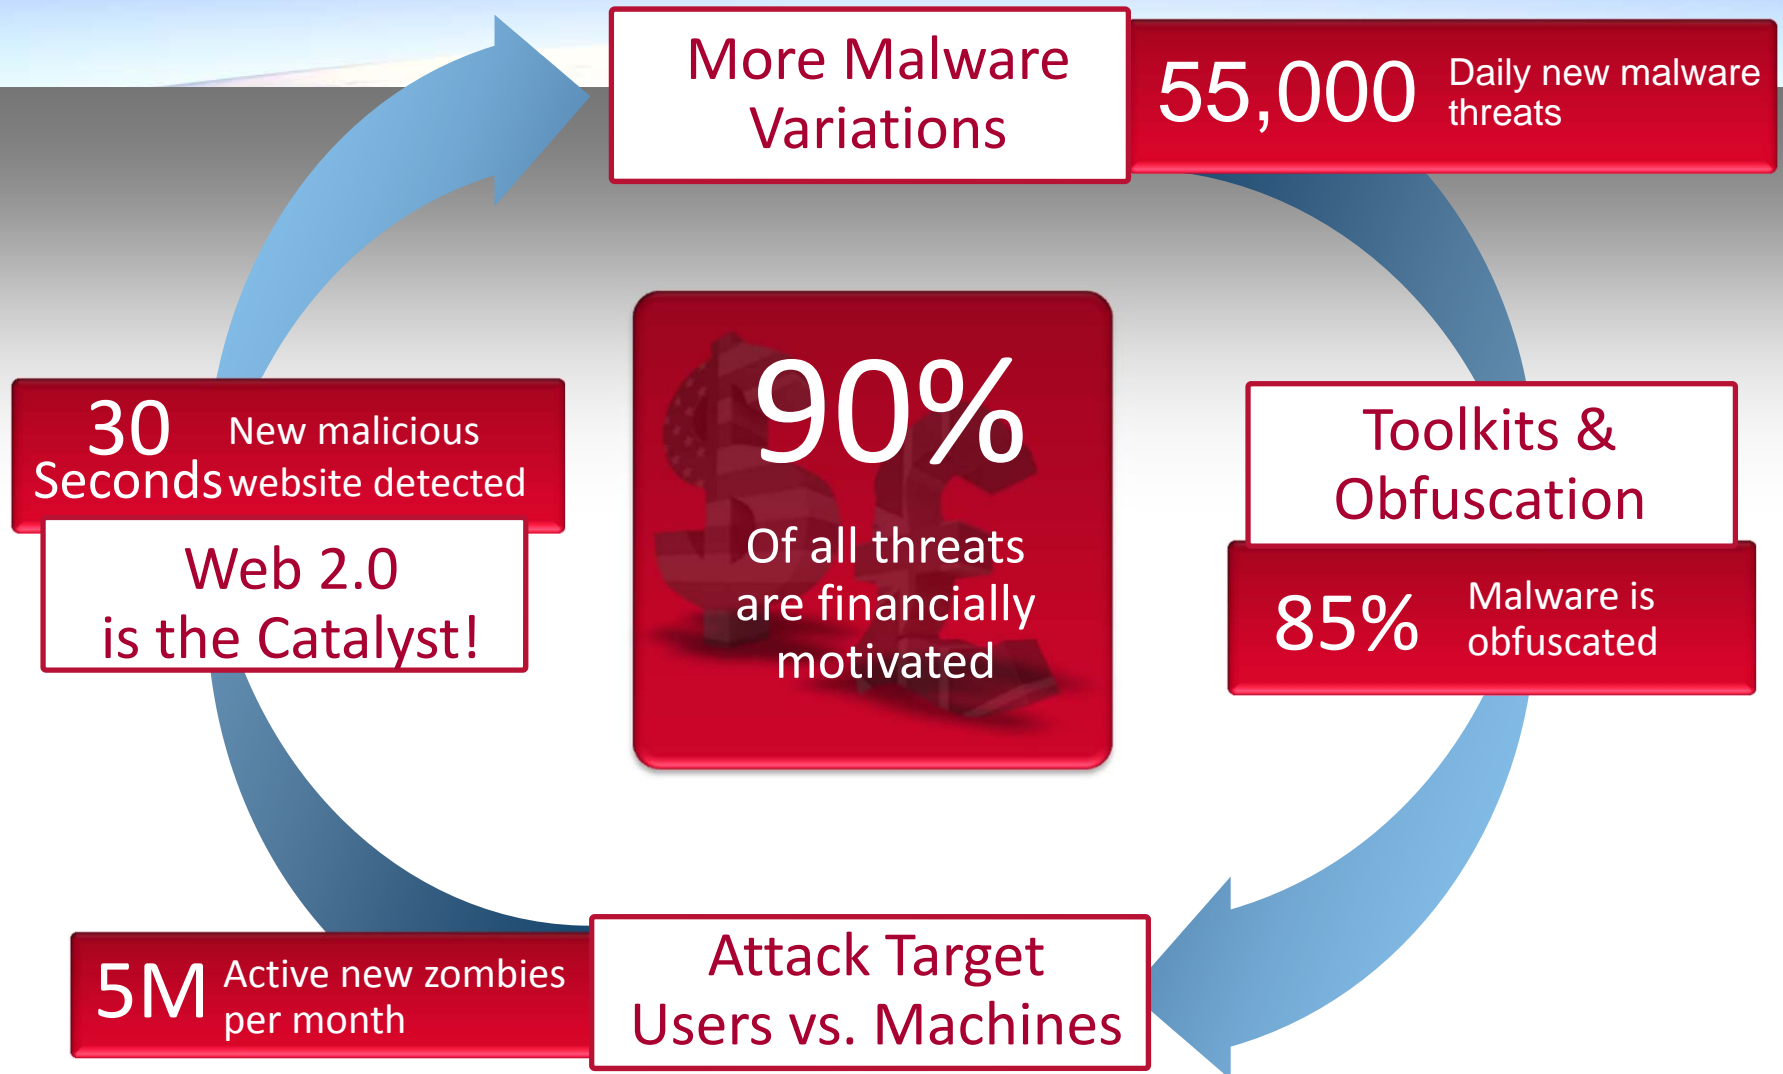 More Malware
Variations
55,000
Daily new malware
threats
30
Seconds
New malicious
website detected
Web 2.0
is the Catalyst!
90%
Of all threats
are financially
motivated
Toolkits &
Obfuscation
85%
Malware is
obfuscated
5M
Active new zombies
per month
Attack Target
Users vs. Machines